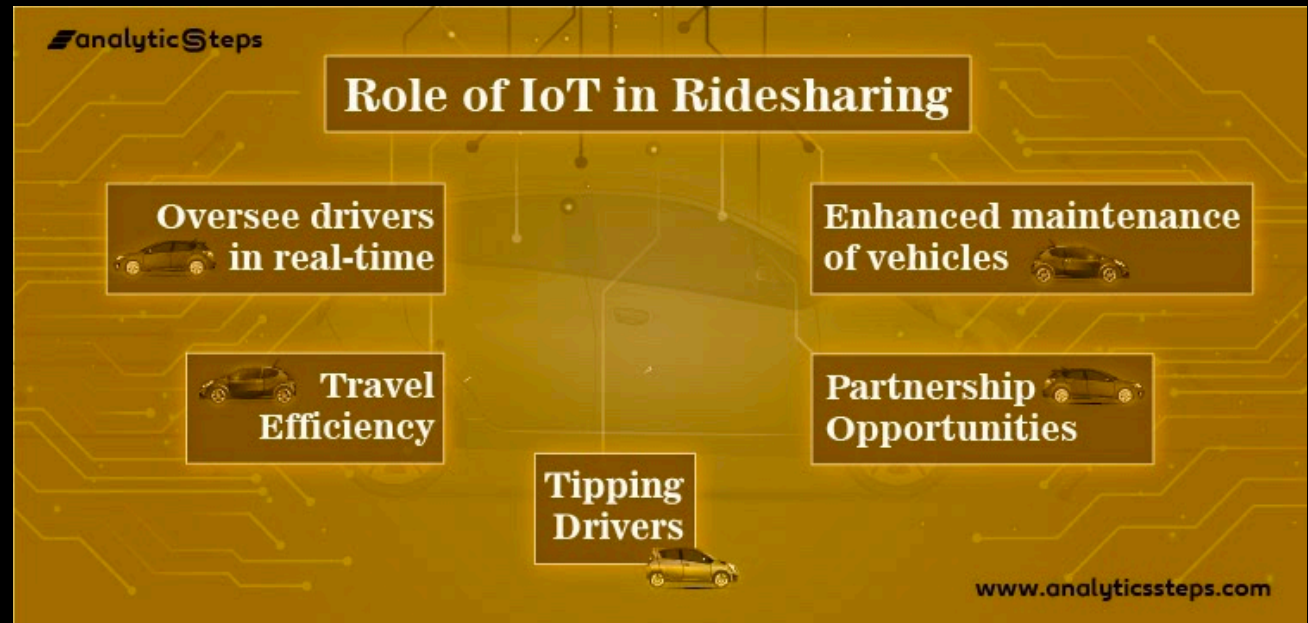 analyticSteps
Role of IoT in Ridesharing
Oversee drivers
in real-time
Enhanced maintenance
of vehicles
Travel
Efficiency
Partnership
Opportunities
Tipping
Drivers
www.analyticssteps.com